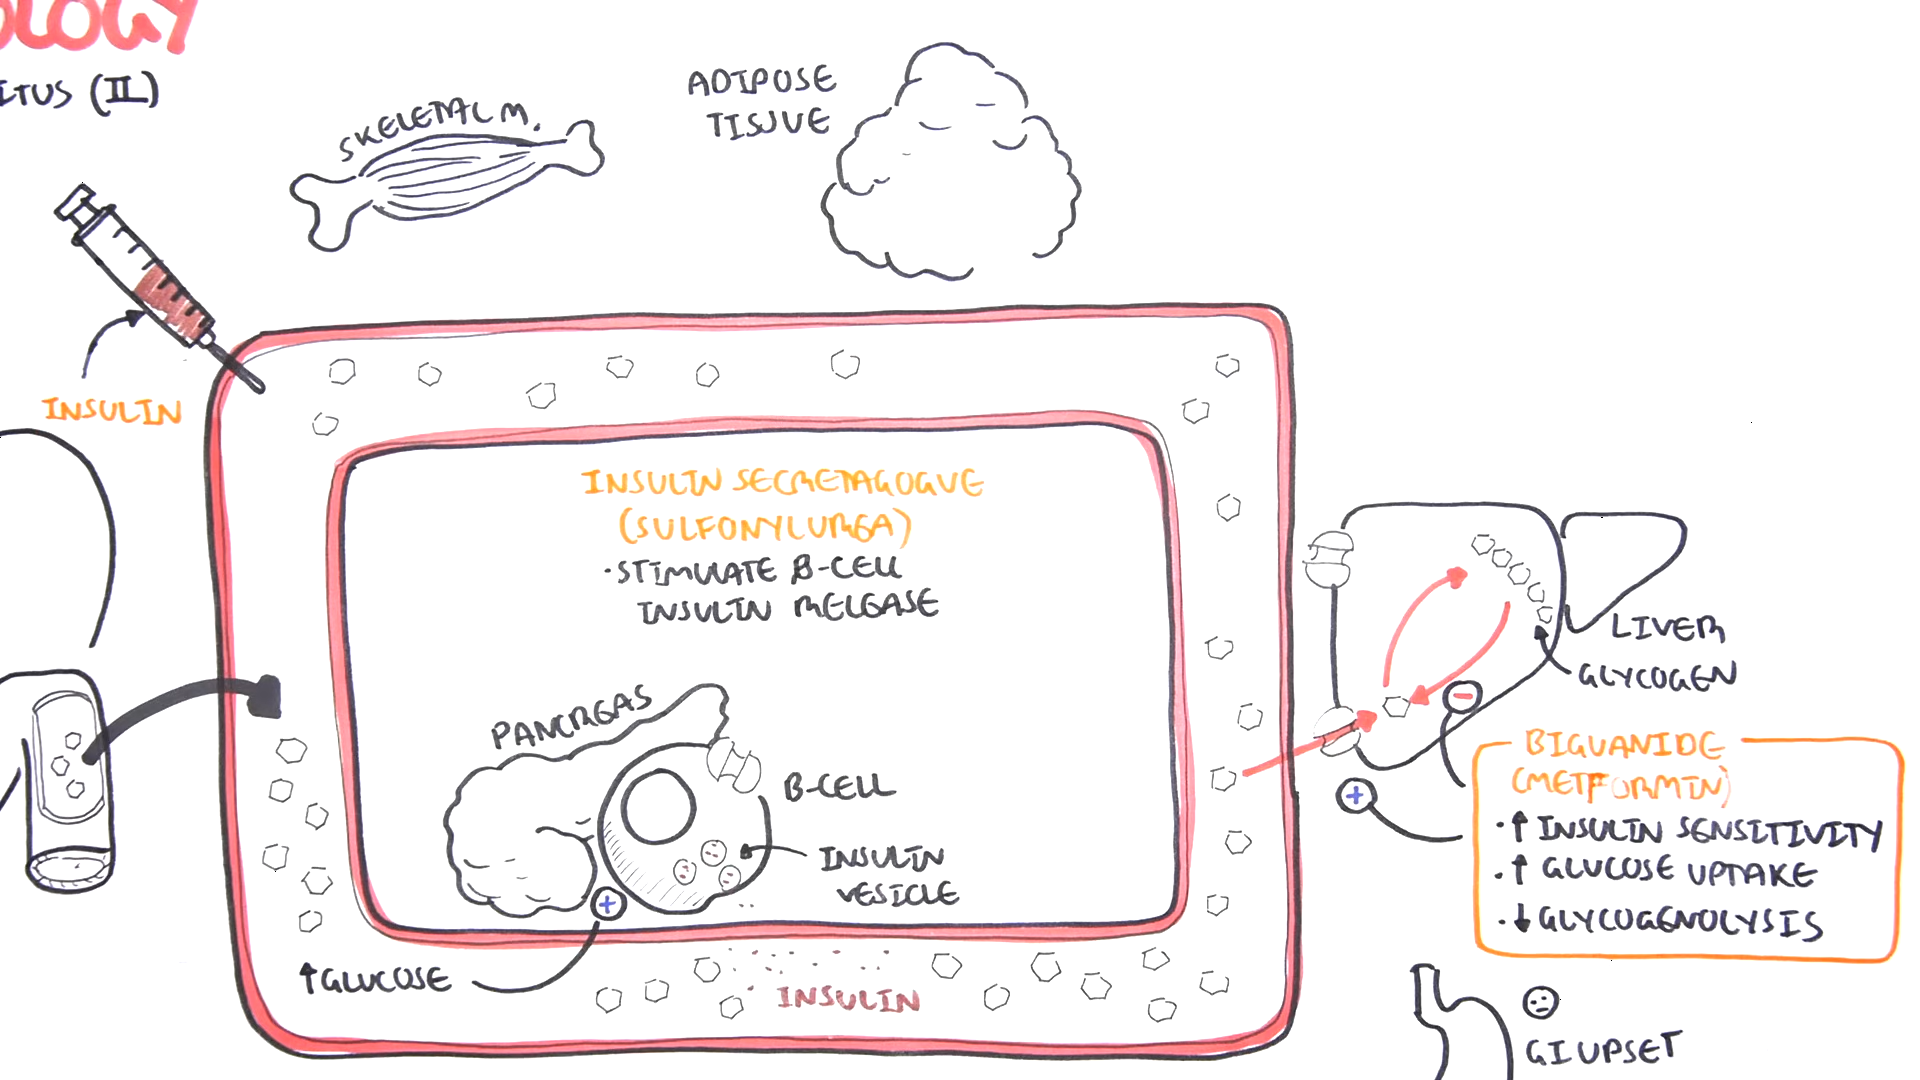 OLOGY
ITUS (II)
SKELETAL M.
ADIPOSE
TISSUE
INSULIN
INSULIN SECRETAGOGUE
(SULFONYLUREA)
·STIMULATE B-CELL
INSULIN RELEASE
PANCREAS
B-CELL
INSULIN
VESICLE
↑GLUCOSE
INSULIN
LIVER
GLYCOGEN
BIGUANIDE
(METFORMIN)
·↑ INSULIN SENSITIVITY
·↑ GLUCOSE UPTAKE
·↓ GLYCOGENOLYSIS
GI UPSET